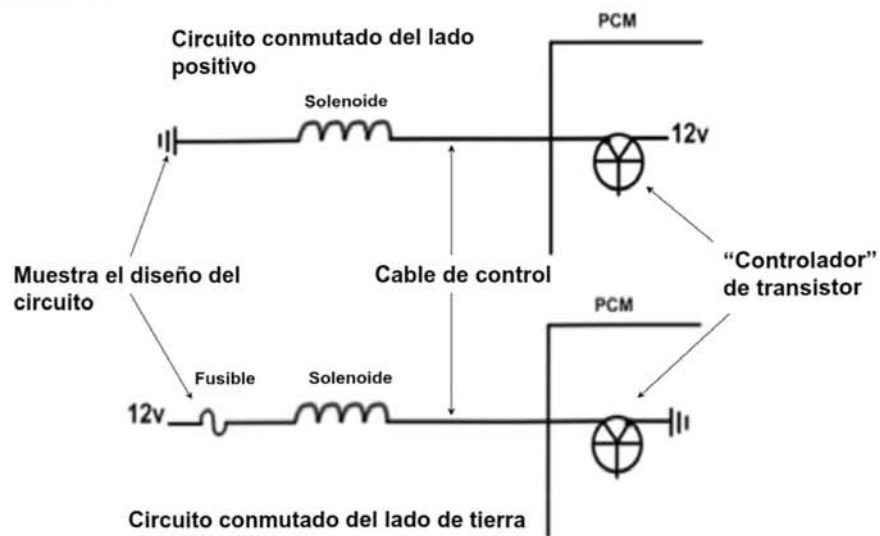 PCM
Circuito conmutado del lado
positivo
Solenoide
12v
Muestra el diseño del
circuito
Cable de control
“Controlador”
de transistor
PCM
Fusible
Solenoide
12v
Circuito conmutado del lado de tierra